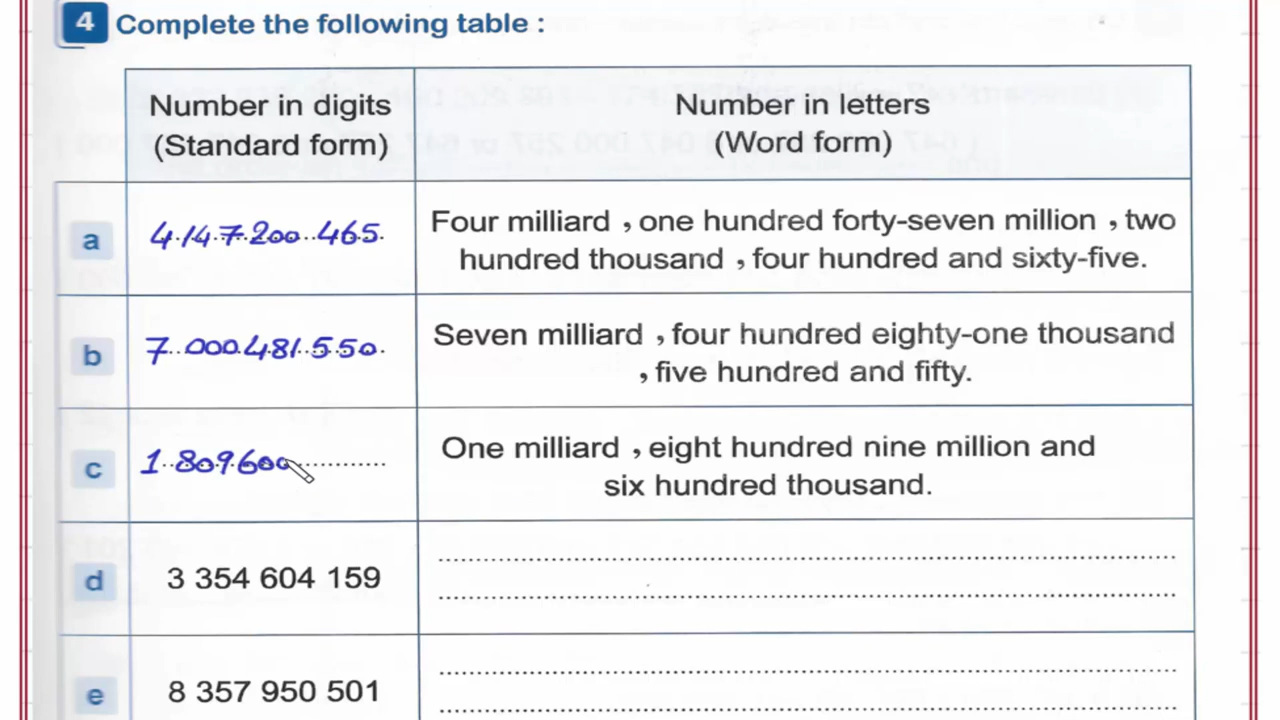 4 Complete the following table :
Number in digits
(Standard form)
Number in letters
(Word form)
a
4 147 200 465
Four milliard , one hundred forty-seven million , two
hundred thousand , four hundred and sixty-five.
b
7 000 481 550
Seven milliard , four hundred eighty-one thousand
, five hundred and fifty.
c
1 809 600
One milliard , eight hundred nine million and
six hundred thousand.
d
3 354 604 159
e
8 357 950 501